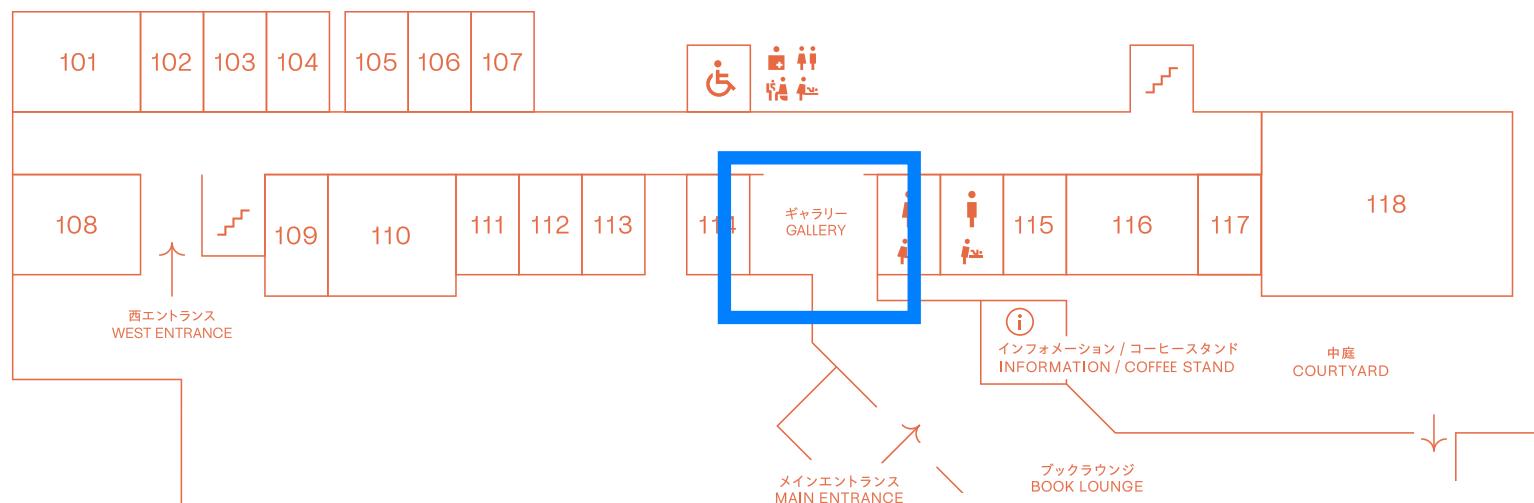 101 102 103 104 105 106 107
108 109 110 111 112 113 114
ギャラリー
GALLERY
115 116 117 118
西エントランス
WEST ENTRANCE
i
インフォメーション / コーヒースタンド
INFORMATION / COFFEE STAND
中庭
COURTYARD
ブックラウンジ
BOOK LOUNGE
メインエントランス
MAIN ENTRANCE